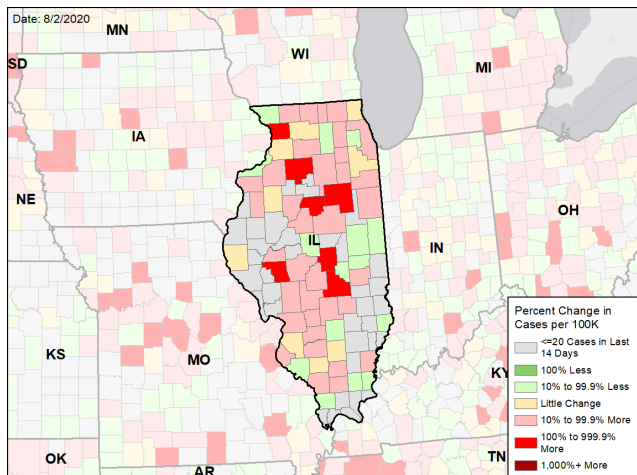 Date: 8/2/2020
MN
SD
WI
MI
IA
NE
IL
IN
OH
KS
MO
KY
OK
AR
TN
Percent Change in
Cases per 100K
<=20 Cases in Last
14 Days
100% Less
10% to 99.9% Less
Little Change
10% to 99.9% More
100% to 999.9%
More
1,000%+ More